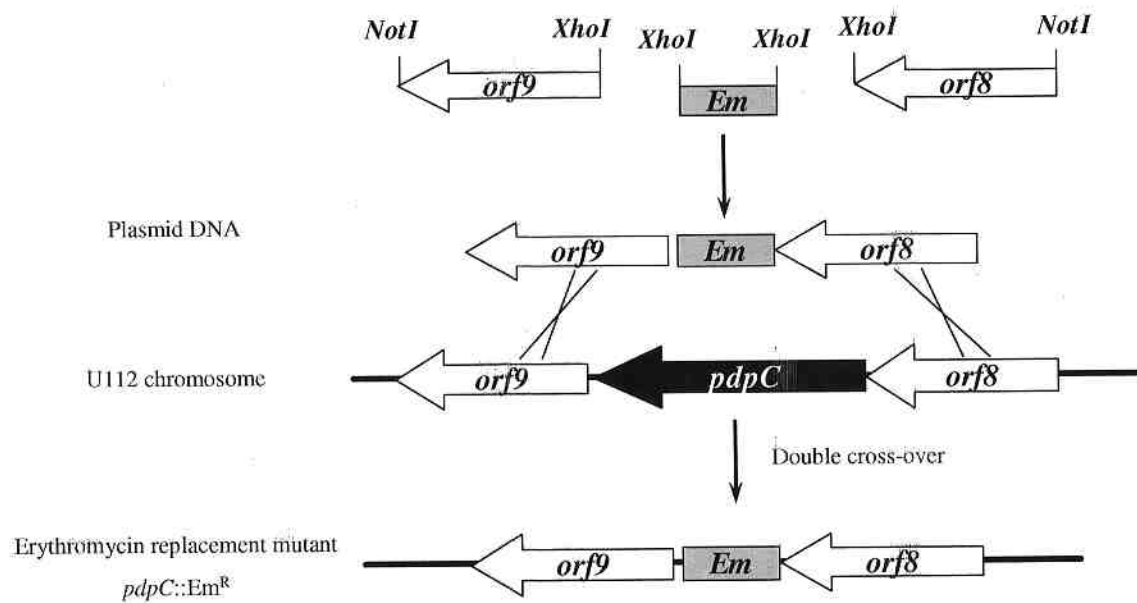 NotI XhoI XhoI XhoI XhoI NotI
orf9 Em orf8
Plasmid DNA
orf9 Em orf8
U112 chromosome
orf9 pdpC orf8
Double cross-over
Erythromycin replacement mutant
pdpC::Em^R
orf9 Em orf8